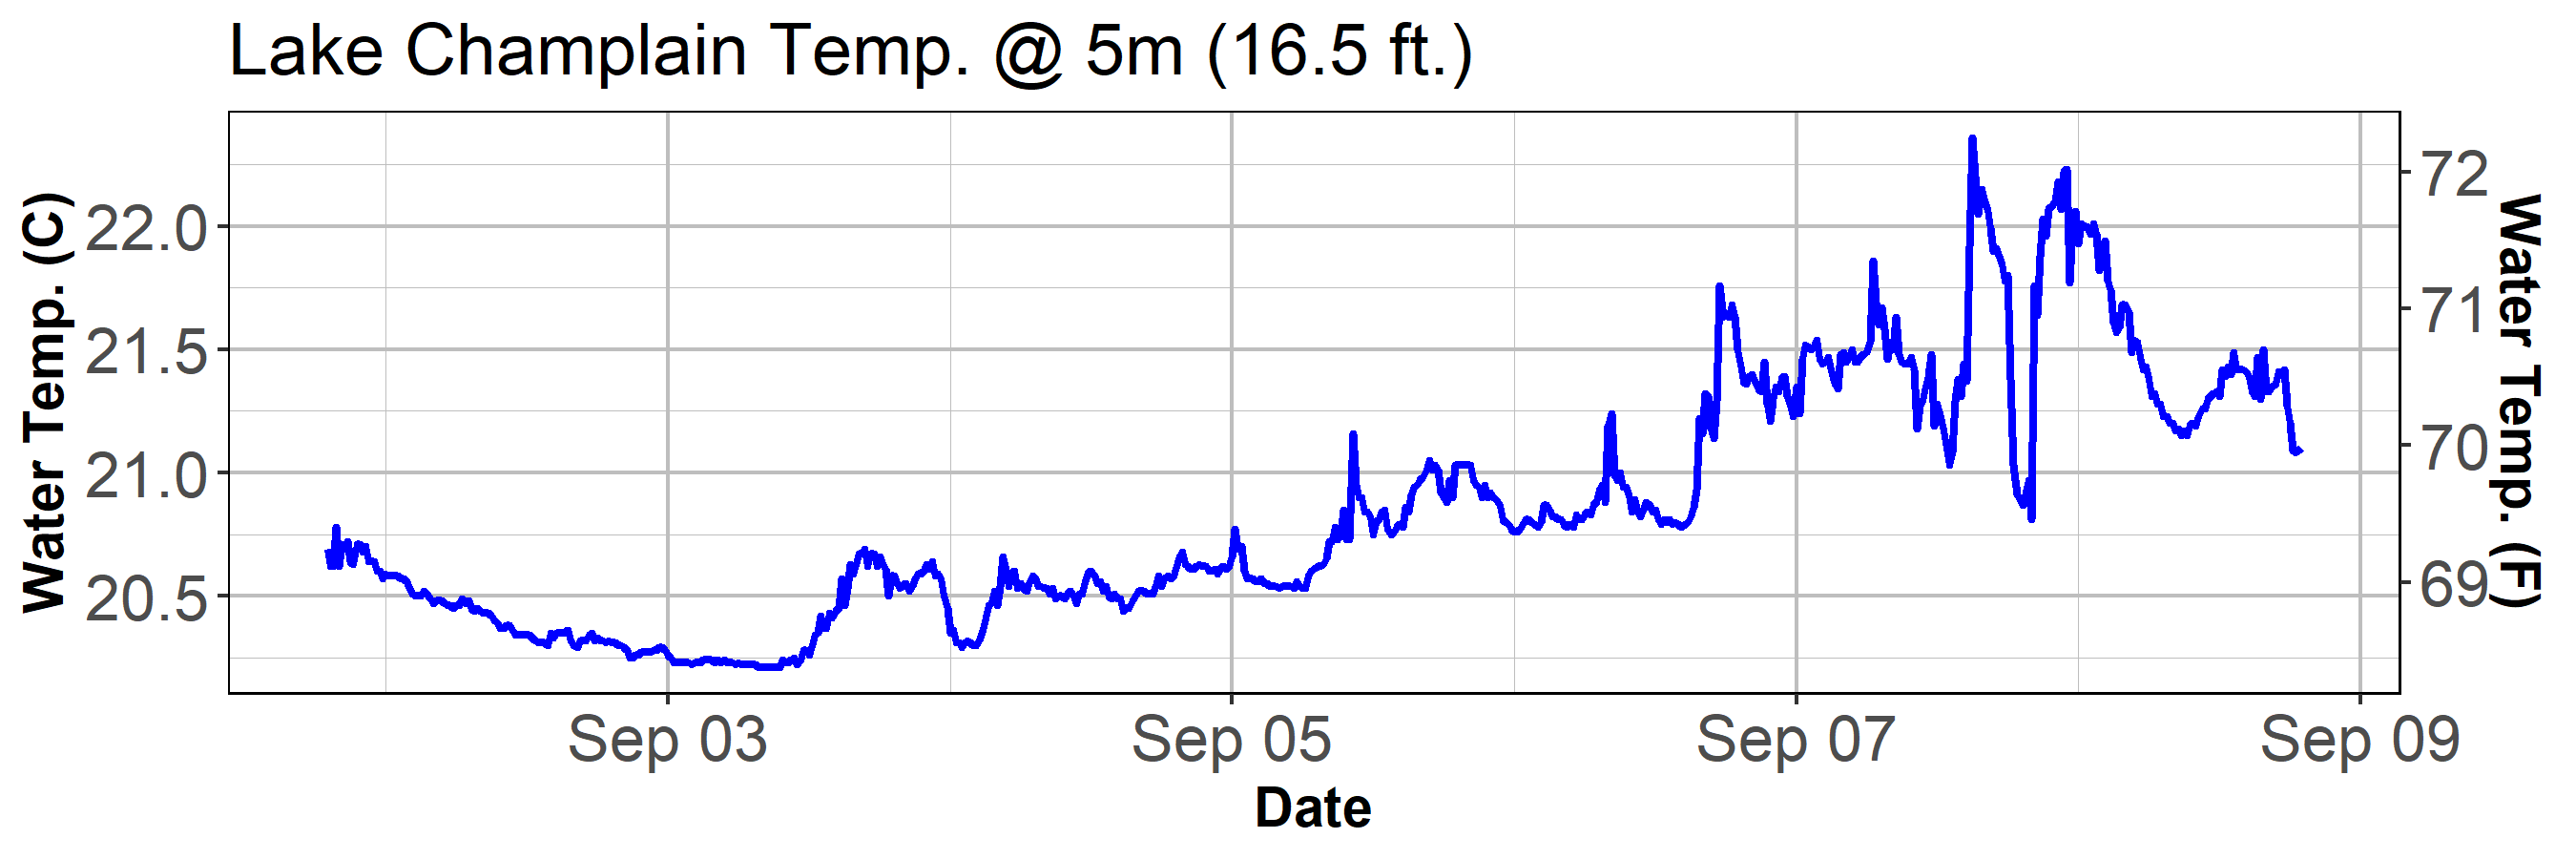 Lake Champlain Temp. @ 5m (16.5 ft.)
Water Temp. (C)
22.0
21.5
21.0
20.5
72
71
70
69
Water Temp. (F)
Sep 03 Sep 05 Sep 07 Sep 09
Date